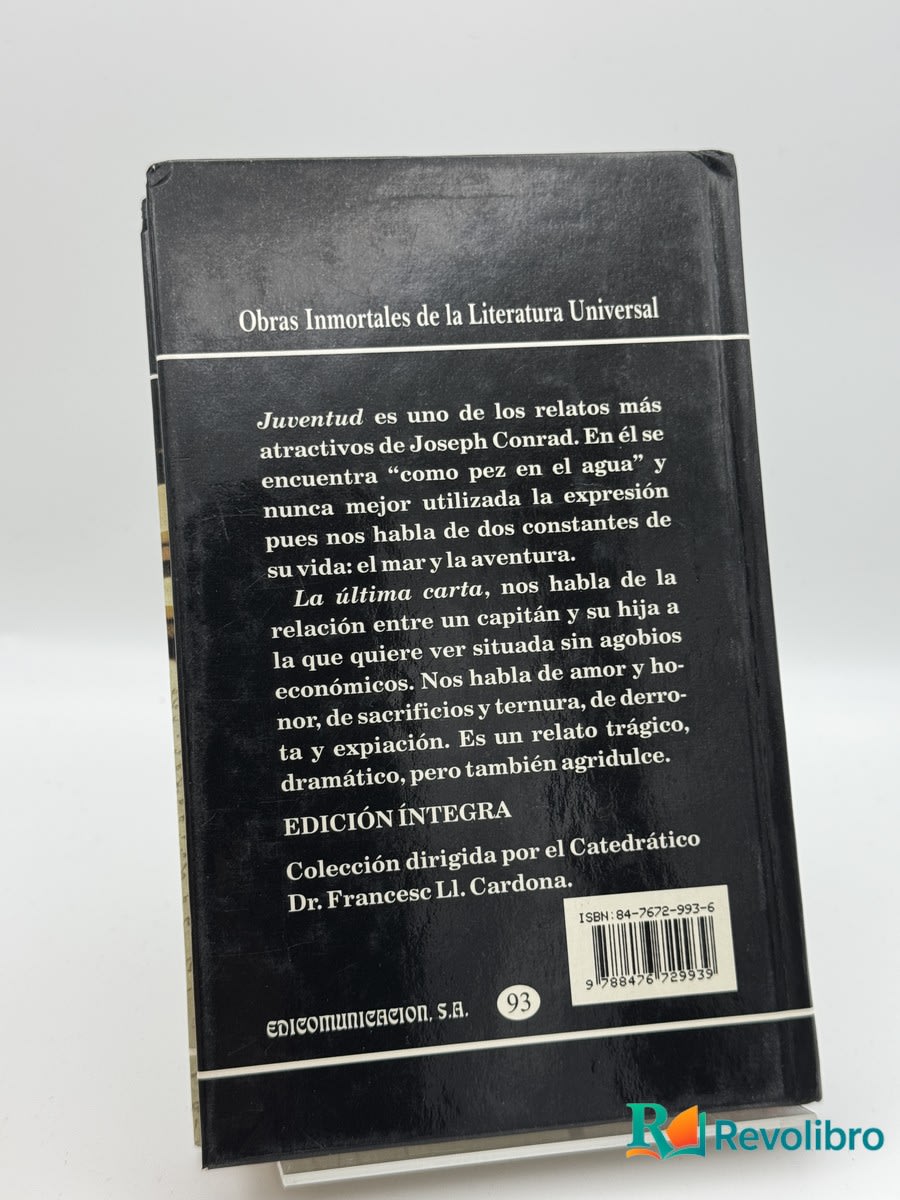 Obras Inmortales de la Literatura Universal
Juventud es uno de los relatos más
atractivos de Joseph Conrad. En él se
encuentra “como pez en el agua” y
nunca mejor utilizada la expresión
pues nos habla de dos constantes de
su vida: el mar y la aventura.
La última carta, nos habla de la
relación entre un capitán y su hija a
la que quiere ver situada sin agobios
económicos. Nos habla de amor y ho-
nor, de sacrificios y ternura, de derro-
ta y expiación. Es un relato trágico,
dramático, pero también agridulce.
EDICIÓN ÍNTEGRA
Colección dirigida por el Catedrático
Dr. Francesc Ll. Cardona.
ISBN: 84-7672-993-6
9 788476 729939
EDICOMUNICACION, S.A.
93
Revolibro